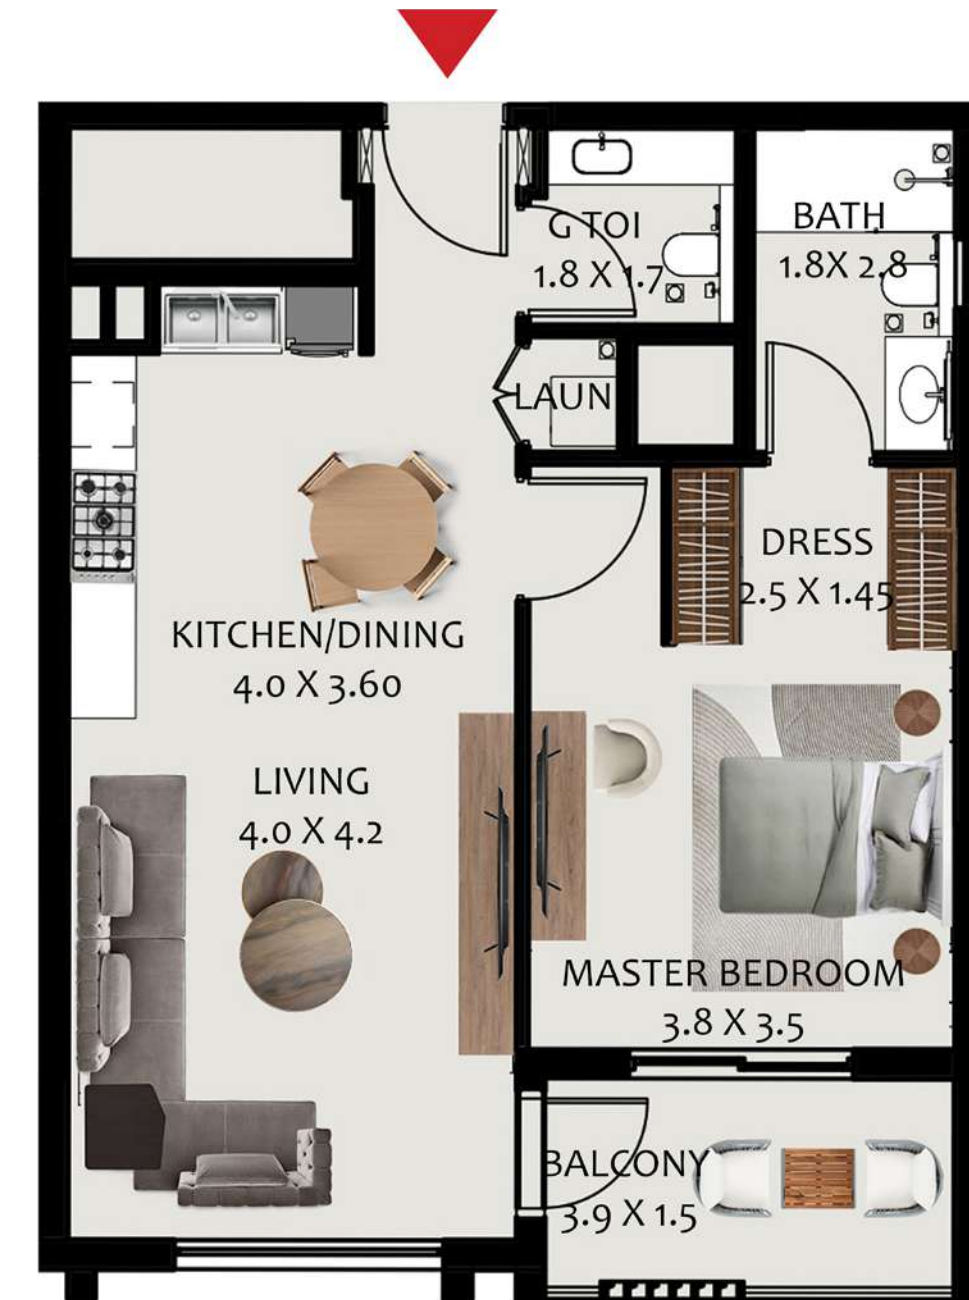 G TOI
1.8 X 1.7
BATH
1.8X 2.8
LAUN
DRESS
2.5 X 1.45
KITCHEN/DINING
4.0 X 3.60
LIVING
4.0 X 4.2
MASTER BEDROOM
3.8 X 3.5
BALCONY
3.9 X 1.5